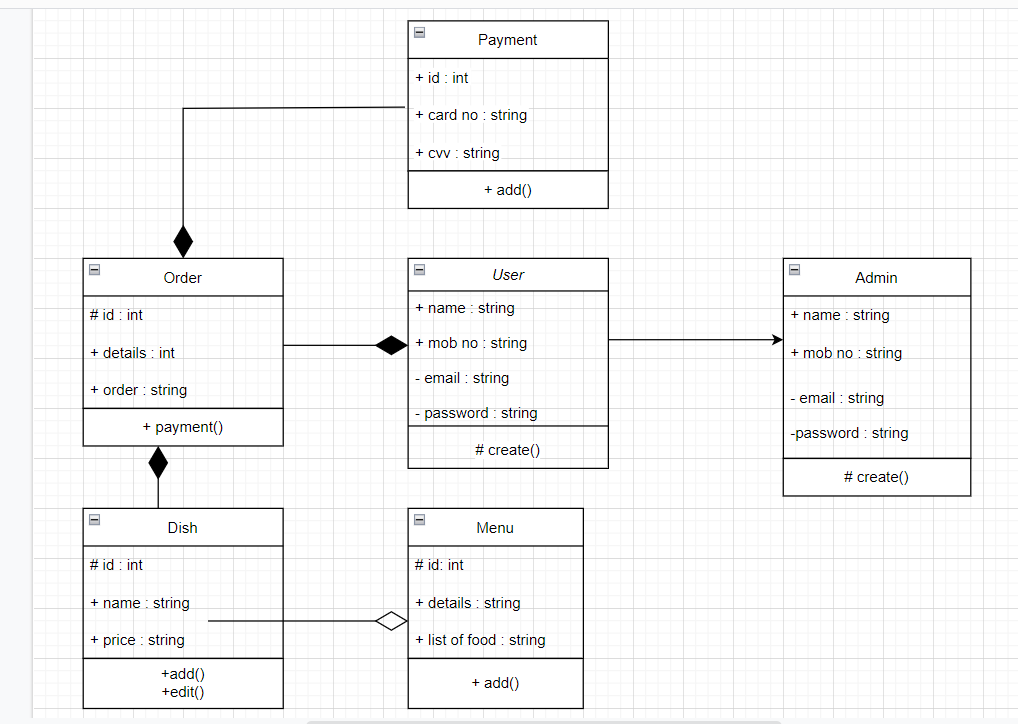 Payment
+ id : int
+ card no : string
+ cvv : string
+ add()
Order
# id : int
+ details : int
+ order : string
+ payment()
User
+ name : string
+ mob no : string
- email : string
- password : string
# create()
Admin
+ name : string
+ mob no : string
- email : string
-password : string
# create()
Dish
# id : int
+ name : string
+ price : string
+add()
+edit()
Menu
# id: int
+ details : string
+ list of food : string
+ add()